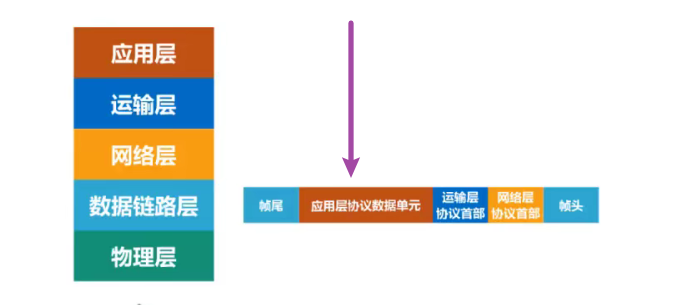 应用层
运输层
网络层
数据链路层
物理层
帧尾
应用层协议数据单元
运输层
协议首部
网络层
协议首部
帧头